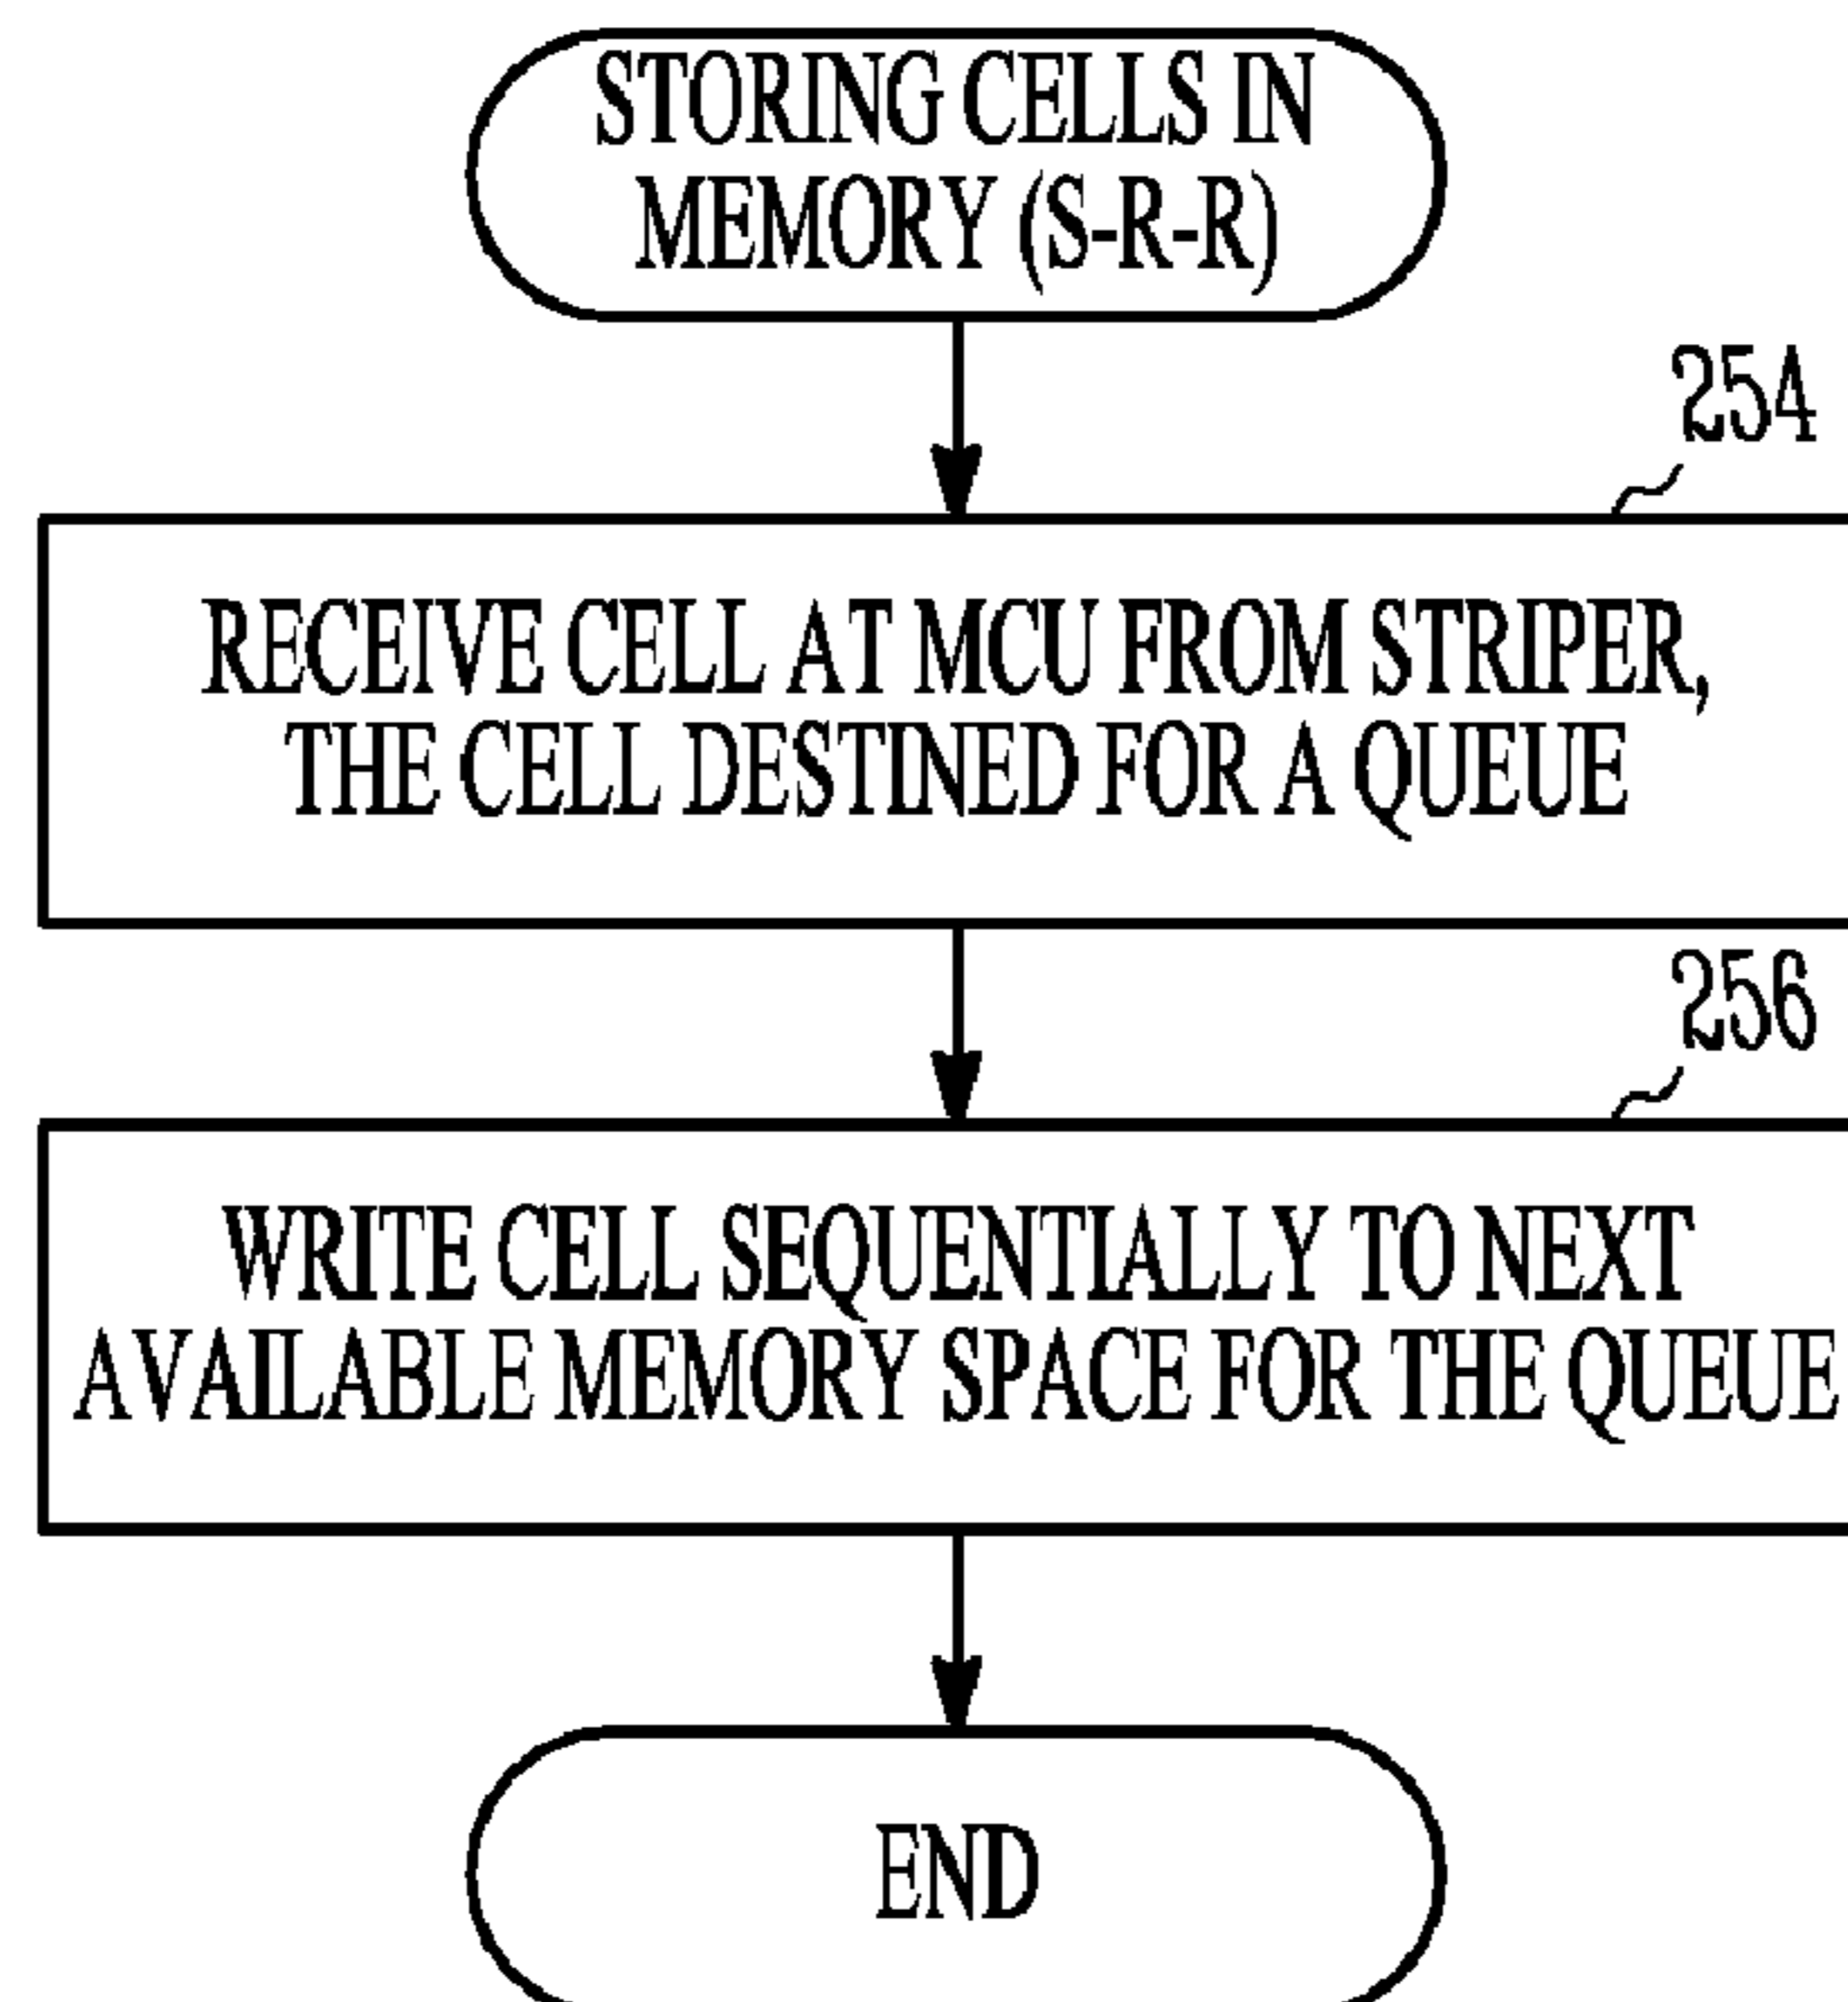 STORING CELLS IN
MEMORY (S-R-R)
254
RECEIVE CELL AT MCU FROM STRIPER,
THE CELL DESTINED FOR A QUEUE
256
WRITE CELL SEQUENTIALLY TO NEXT
AVAILABLE MEMORY SPACE FOR THE QUEUE
END